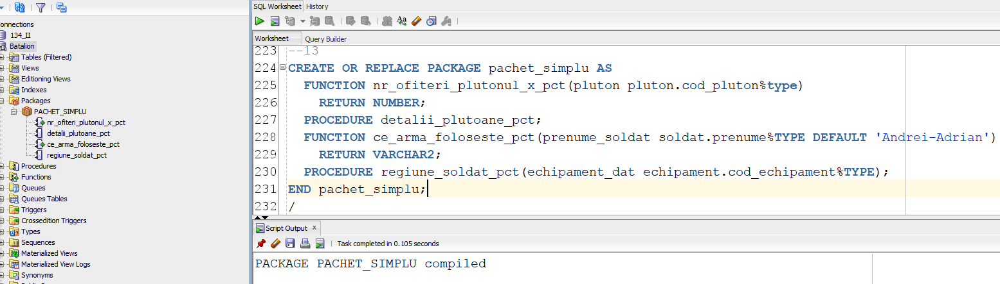 SQL Worksheet History
onnections
134_II
Batalion
Tables (Filtered)
Views
Editioning Views
Indexes
Packages
PACHET_SIMPLU
nr_ofiteri_plutonul_x_pct
detalii_plutoane_pct
ce_arma_foloseste_pct
regiune_soldat_pct
Procedures
Functions
Queues
Queues Tables
Triggers
Crossedition Triggers
Types
Sequences
Materialized Views
Materialized View Logs
Synonyms
Worksheet Query Builder
223 --13
224 CREATE OR REPLACE PACKAGE pachet_simplu AS
225 FUNCTION nr_ofiteri_plutonul_x_pct(pluton pluton.cod_pluton%type)
226 RETURN NUMBER;
227 PROCEDURE detalii_plutoane_pct;
228 FUNCTION ce_arma_foloseste_pct(prenume_soldat soldat.prenume%TYPE DEFAULT 'Andrei-Adrian')
229 RETURN VARCHAR2;
230 PROCEDURE regiune_soldat_pct(echipament_dat echipament.cod_echipament%TYPE);
231 END pachet_simplu;
232 /
Script Output x
Task completed in 0.105 seconds
PACKAGE PACHET_SIMPLU compiled